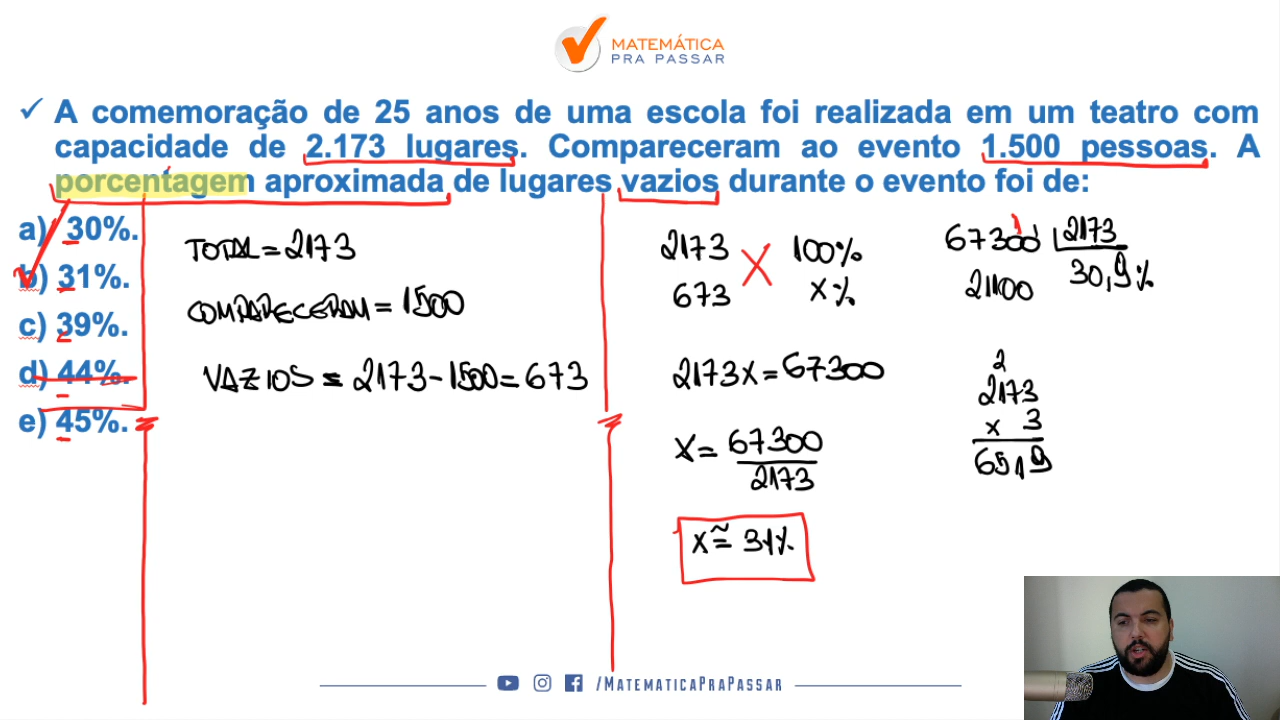 MATEMÁTICA
PRA PASSAR
✓ A comemoração de 25 anos de uma escola foi realizada em um teatro com
capacidade de 2.173 lugares. Compareceram ao evento 1.500 pessoas. A
porcentagem aproximada de lugares vazios durante o evento foi de:
a) 30%.
b) 31%.
c) 39%.
d) 44%.
e) 45%.
TOTAL = 2173
COMPARECERAM = 1500
VAZIOS = 2173 - 1500 = 673
2173 100%
673 X%
2173X = 67300
X = 67300
2173
X ≅ 31%
67300 2173
21100 30,9%
2
2173
x 3
6519
/MATEMATICAPRAPASSAR